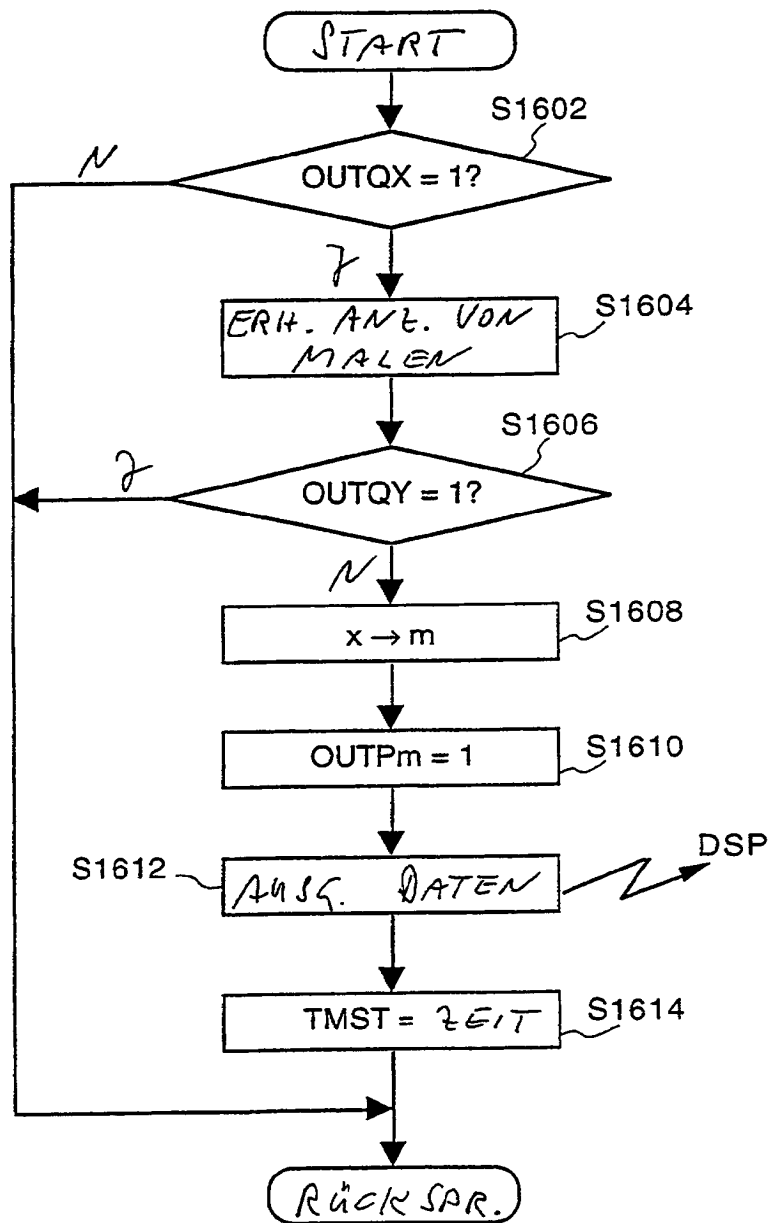 START
S1602
N
OUTQX = 1?
J
S1604
ERH. ANZ. VON
MALEN
S1606
J
OUTQY = 1?
N
S1608
x → m
S1610
OUTPm = 1
DSP
S1612
AUSG. DATEN
S1614
TMST = ZEIT
RÜCKSPR.